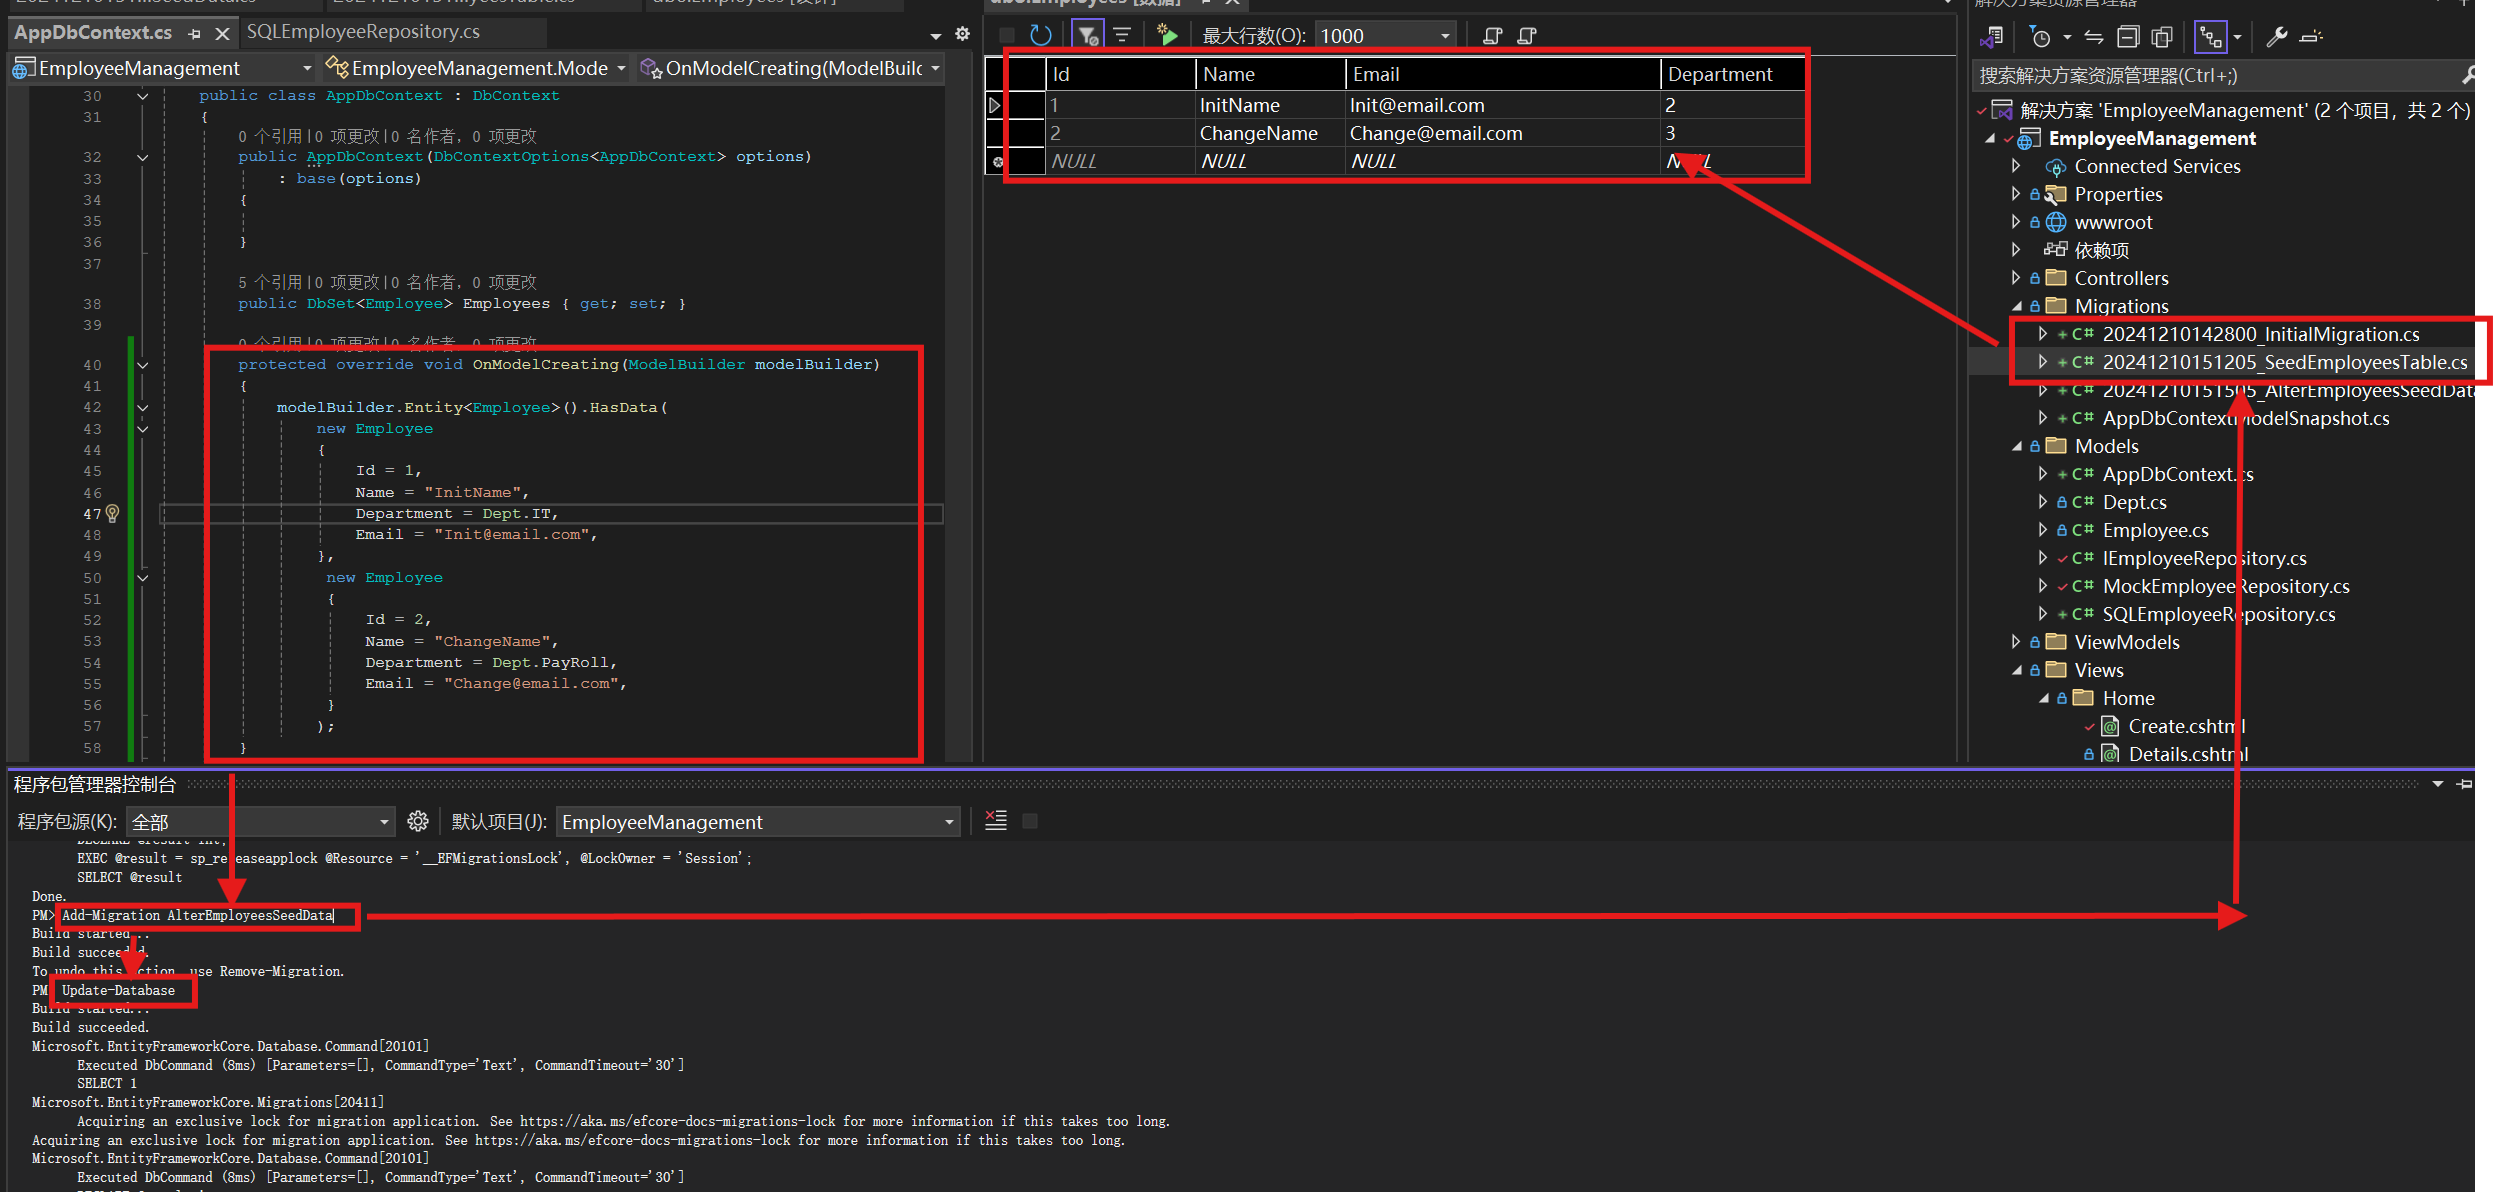 AppDbContext.cs
SQLEmployeeRepository.cs
EmployeeManagement
EmployeeManagement.Mode
OnModelCreating(ModelBuilc
30 public class AppDbContext : DbContext
31 {
0 个引用|0 项更改|0 名作者，0 项更改
32 public AppDbContext(DbContextOptions<AppDbContext> options)
33 : base(options)
34 {
35
36 }
37
5 个引用|0 项更改|0 名作者，0 项更改
38 public DbSet<Employee> Employees { get; set; }
39
0 个引用|0 项更改|0 名作者，0 项更改
40 protected override void OnModelCreating(ModelBuilder modelBuilder)
41 {
42 modelBuilder.Entity<Employee>().HasData(
43 new Employee
44 {
45 Id = 1,
46 Name = "InitName",
47 Department = Dept.IT,
48 Email = "Init@email.com",
49 },
50 new Employee
51 {
52 Id = 2,
53 Name = "ChangeName",
54 Department = Dept.PayRoll,
55 Email = "Change@email.com",
56 }
57 );
58 }
最大行数(O): 1000
Id Name Email Department
1 InitName Init@email.com 2
2 ChangeName Change@email.com 3
NULL NULL NULL NULL
搜索解决方案资源管理器(Ctrl+;)
解决方案 'EmployeeManagement' (2 个项目，共 2 个)
EmployeeManagement
Connected Services
Properties
wwwroot
依赖项
Controllers
Migrations
C# 20241210142800_InitialMigration.cs
C# 20241210151205_SeedEmployeesTable.cs
C# 20241210151505_AlterEmployeesSeedData
C# AppDbContextModelSnapshot.cs
Models
C# AppDbContext.cs
C# Dept.cs
C# Employee.cs
C# IEmployeeRepository.cs
C# MockEmployeeRepository.cs
C# SQLEmployeeRepository.cs
ViewModels
Views
Home
Create.cshtml
Details.cshtml
程序包管理器控制台
程序包源(K): 全部
默认项目(J): EmployeeManagement
EXEC @result = sp_releaseapplock @Resource = '__EFMigrationsLock', @LockOwner = 'Session';
SELECT @result
Done.
PM> Add-Migration AlterEmployeesSeedData
Build started...
Build succeeded.
To undo this action, use Remove-Migration.
PM> Update-Database
Build started...
Build succeeded.
Microsoft.EntityFrameworkCore.Database.Command[20101]
Executed DbCommand (8ms) [Parameters=[], CommandType='Text', CommandTimeout='30']
SELECT 1
Microsoft.EntityFrameworkCore.Migrations[20411]
Acquiring an exclusive lock for migration application. See https://aka.ms/efcore-docs-migrations-lock for more information if this takes too long.
Acquiring an exclusive lock for migration application. See https://aka.ms/efcore-docs-migrations-lock for more information if this takes too long.
Microsoft.EntityFrameworkCore.Database.Command[20101]
Executed DbCommand (8ms) [Parameters=[], CommandType='Text', CommandTimeout='30']